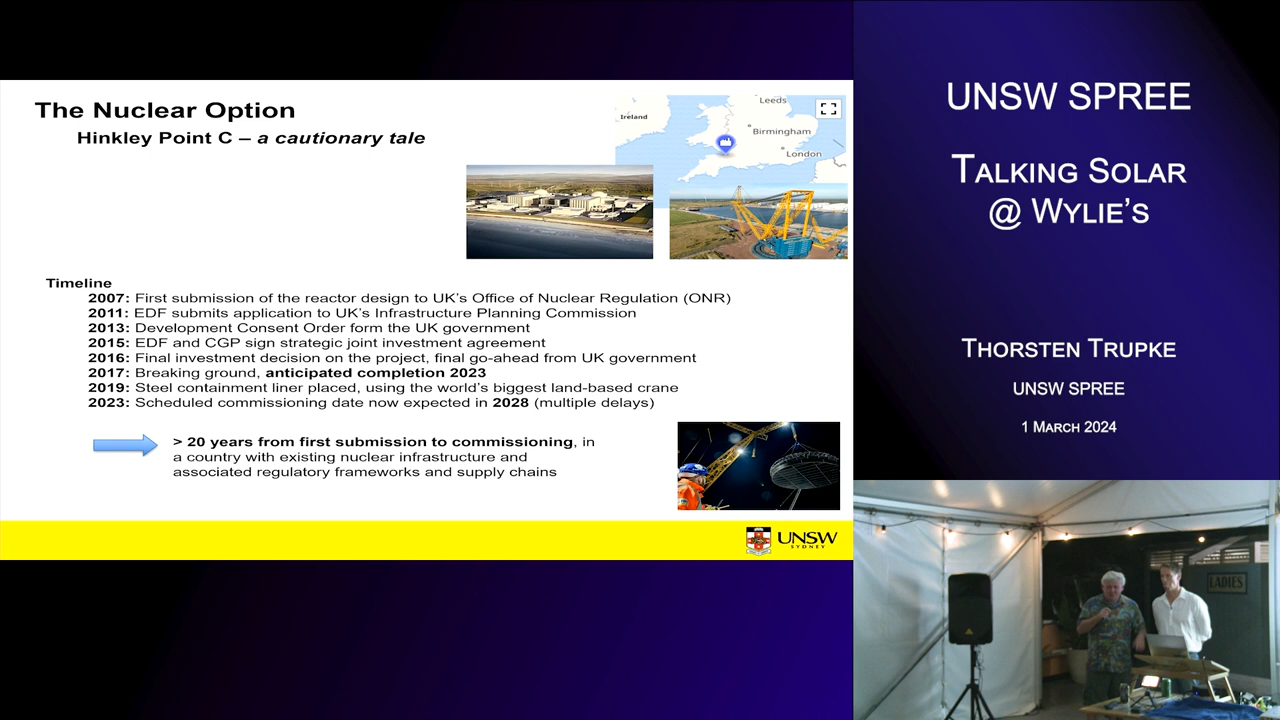 The Nuclear Option
Hinkley Point C – a cautionary tale
Leeds
Ireland
Birmingham
London
Timeline
2007: First submission of the reactor design to UK's Office of Nuclear Regulation (ONR)
2011: EDF submits application to UK's Infrastructure Planning Commission
2013: Development Consent Order form the UK government
2015: EDF and CGP sign strategic joint investment agreement
2016: Final investment decision on the project, final go-ahead from UK government
2017: Breaking ground, anticipated completion 2023
2019: Steel containment liner placed, using the world's biggest land-based crane
2023: Scheduled commissioning date now expected in 2028 (multiple delays)
> 20 years from first submission to commissioning, in
a country with existing nuclear infrastructure and
associated regulatory frameworks and supply chains
UNSW
SYDNEY
UNSW SPREE
Talking Solar
@ Wylie's
Thorsten Trupke
UNSW SPREE
1 March 2024
LADIES